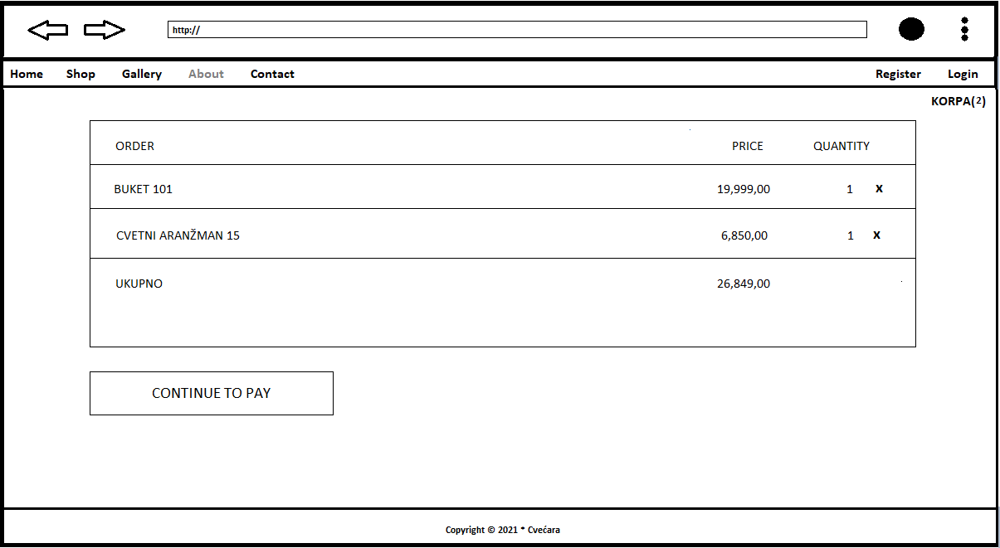 http://
Home Shop Gallery About Contact Register Login
KORPA(2)
ORDER PRICE QUANTITY
BUKET 101 19,999,00 1 X
CVETNI ARANŽMAN 15 6,850,00 1 X
UKUPNO 26,849,00
CONTINUE TO PAY
Copyright © 2021 * Cvećara